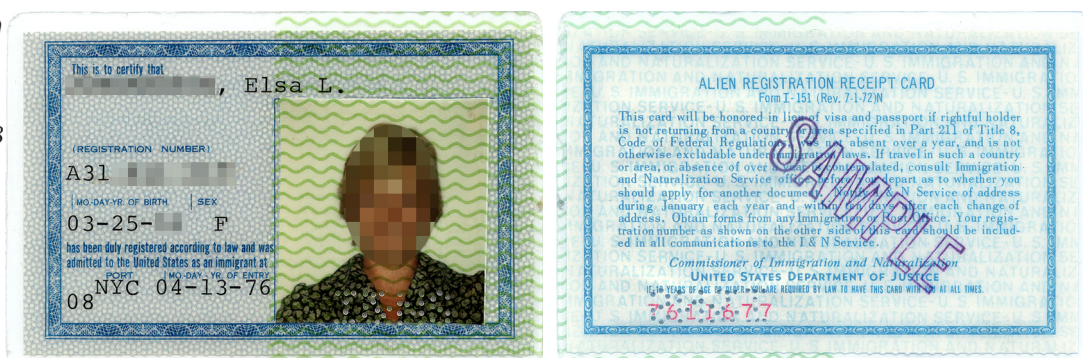 This is to certify that
, Elsa L.
(REGISTRATION NUMBER)
A31
MO.-DAY-YR. OF BIRTH SEX
03-25- F
has been duly registered according to law and was
admitted to the United States as an immigrant at
PORT MO.-DAY-YR. OF ENTRY
08 NYC 04-13-76
ALIEN REGISTRATION RECEIPT CARD
Form I-151 (Rev. 7-1-72)N
This card will be honored in lieu of visa and passport if rightful holder
is not returning from a country or area specified in Part 211 of Title 8,
Code of Federal Regulations, is not absent over a year, and is not
otherwise excludable under immigration laws. If travel in such a country
or area, or absence of over a year is contemplated, consult Immigration
and Naturalization Service office before you depart as to whether you
should apply for another document. Notify I & N Service of address
during January each year and within days after each change of
address. Obtain forms from any Immigration or Post Office. Your regis-
tration number as shown on the other side of this card should be includ-
ed in all communications to the I & N Service.
Commissioner of Immigration and Naturalization
UNITED STATES DEPARTMENT OF JUSTICE
IF 18 YEARS OF AGE OR OLDER, YOU ARE REQUIRED BY LAW TO HAVE THIS CARD WITH YOU AT ALL TIMES.
7611677
SAMPLE